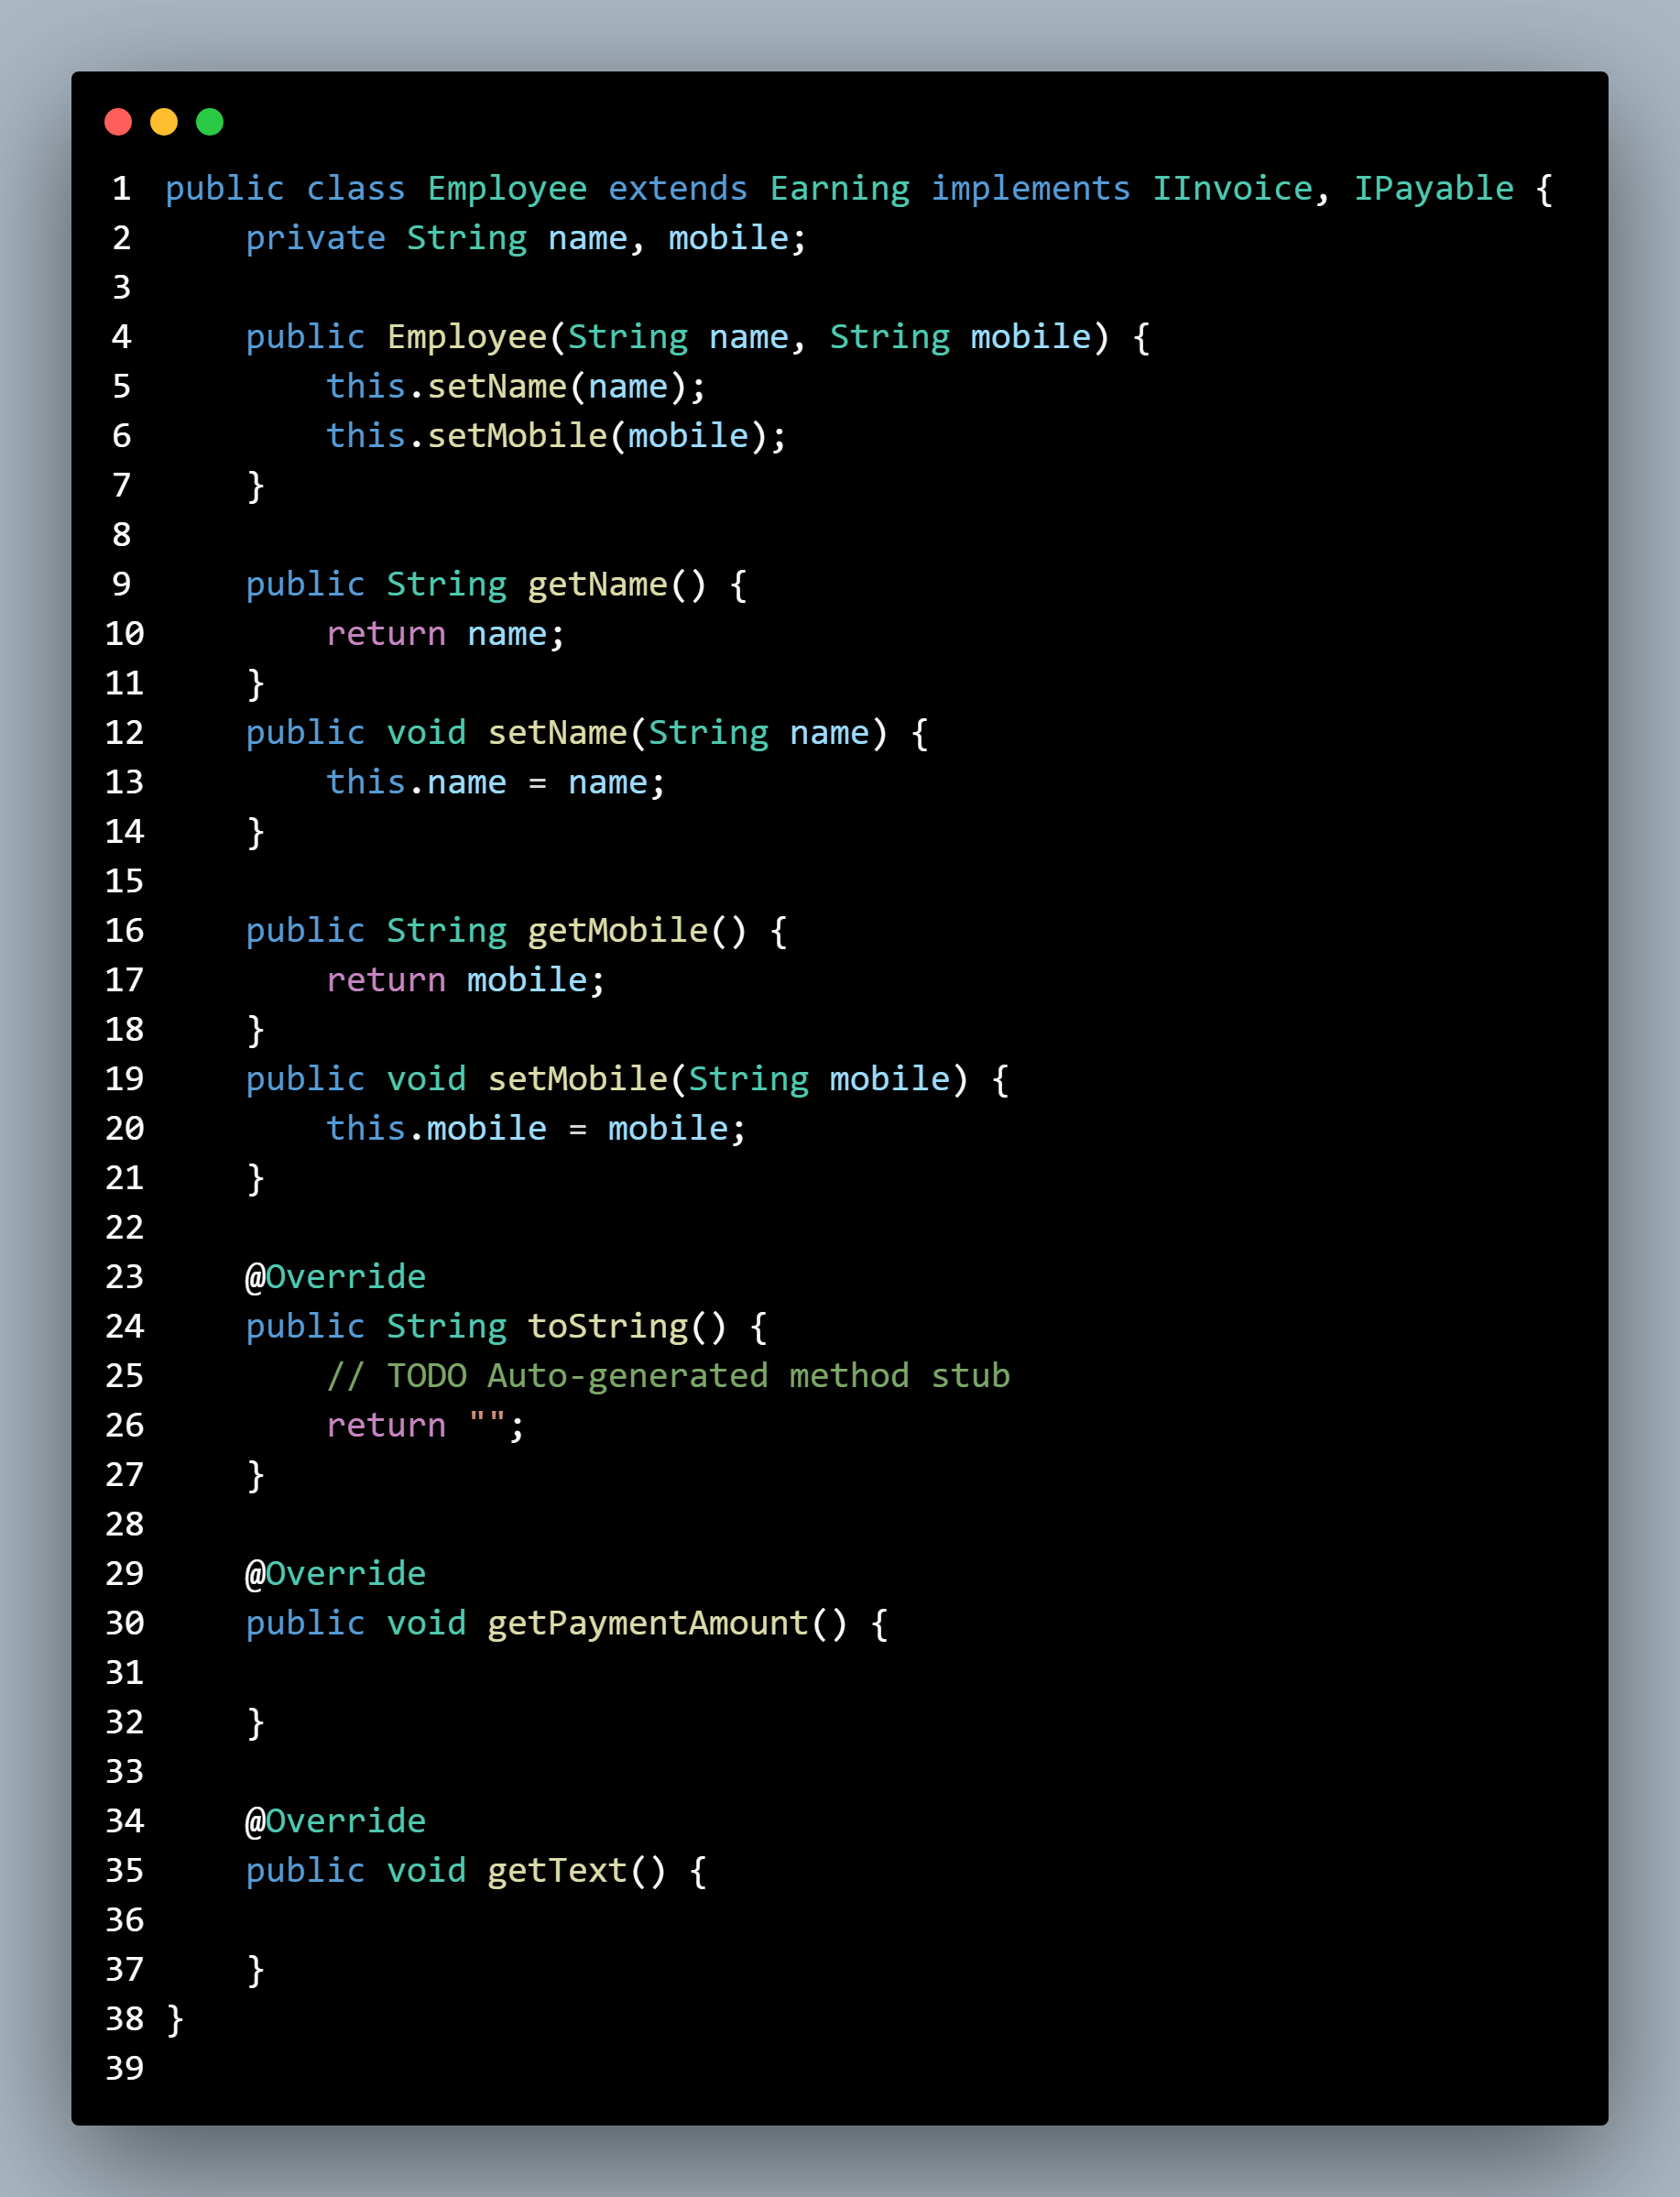 1 public class Employee extends Earning implements IInvoice, IPayable {
2     private String name, mobile;
3
4     public Employee(String name, String mobile) {
5         this.setName(name);
6         this.setMobile(mobile);
7     }
8
9     public String getName() {
10         return name;
11     }
12     public void setName(String name) {
13         this.name = name;
14     }
15
16     public String getMobile() {
17         return mobile;
18     }
19     public void setMobile(String mobile) {
20         this.mobile = mobile;
21     }
22
23     @Override
24     public String toString() {
25         // TODO Auto-generated method stub
26         return "";
27     }
28
29     @Override
30     public void getPaymentAmount() {
31
32     }
33
34     @Override
35     public void getText() {
36
37     }
38 }
39